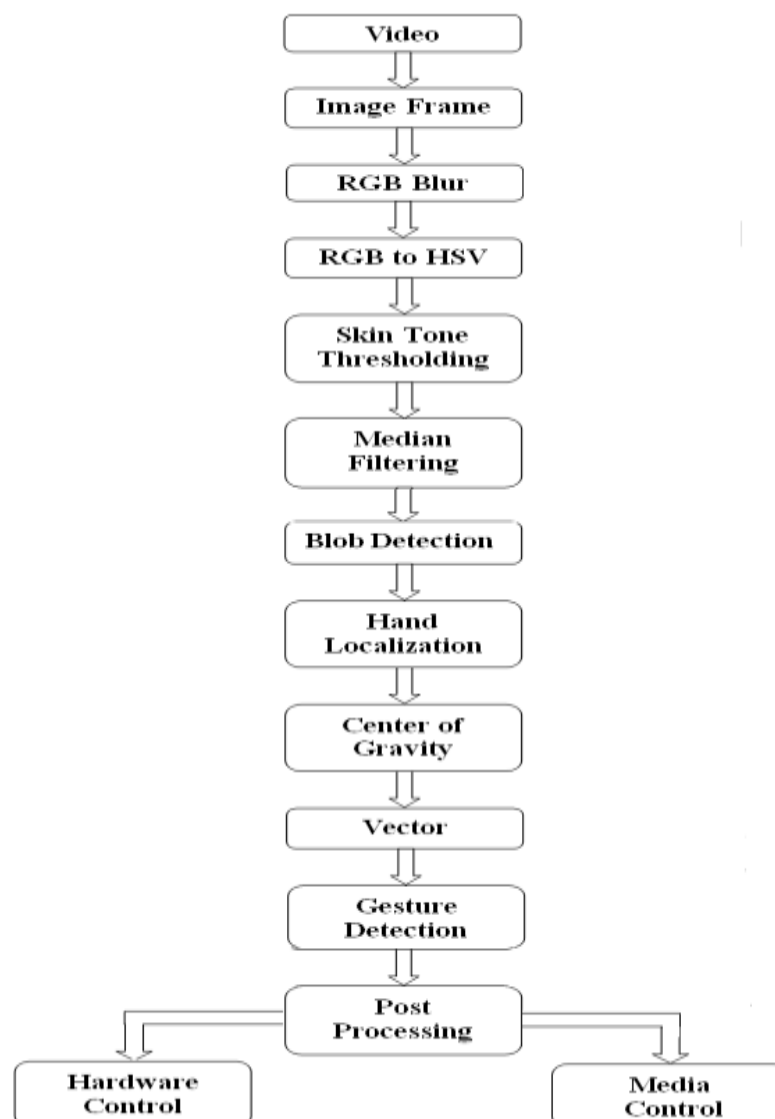 Video
Image Frame
RGB Blur
RGB to HSV
Skin Tone
Thresholding
Median
Filtering
Blob Detection
Hand
Localization
Center of
Gravity
Vector
Gesture
Detection
Post
Processing
Hardware
Control
Media
Control